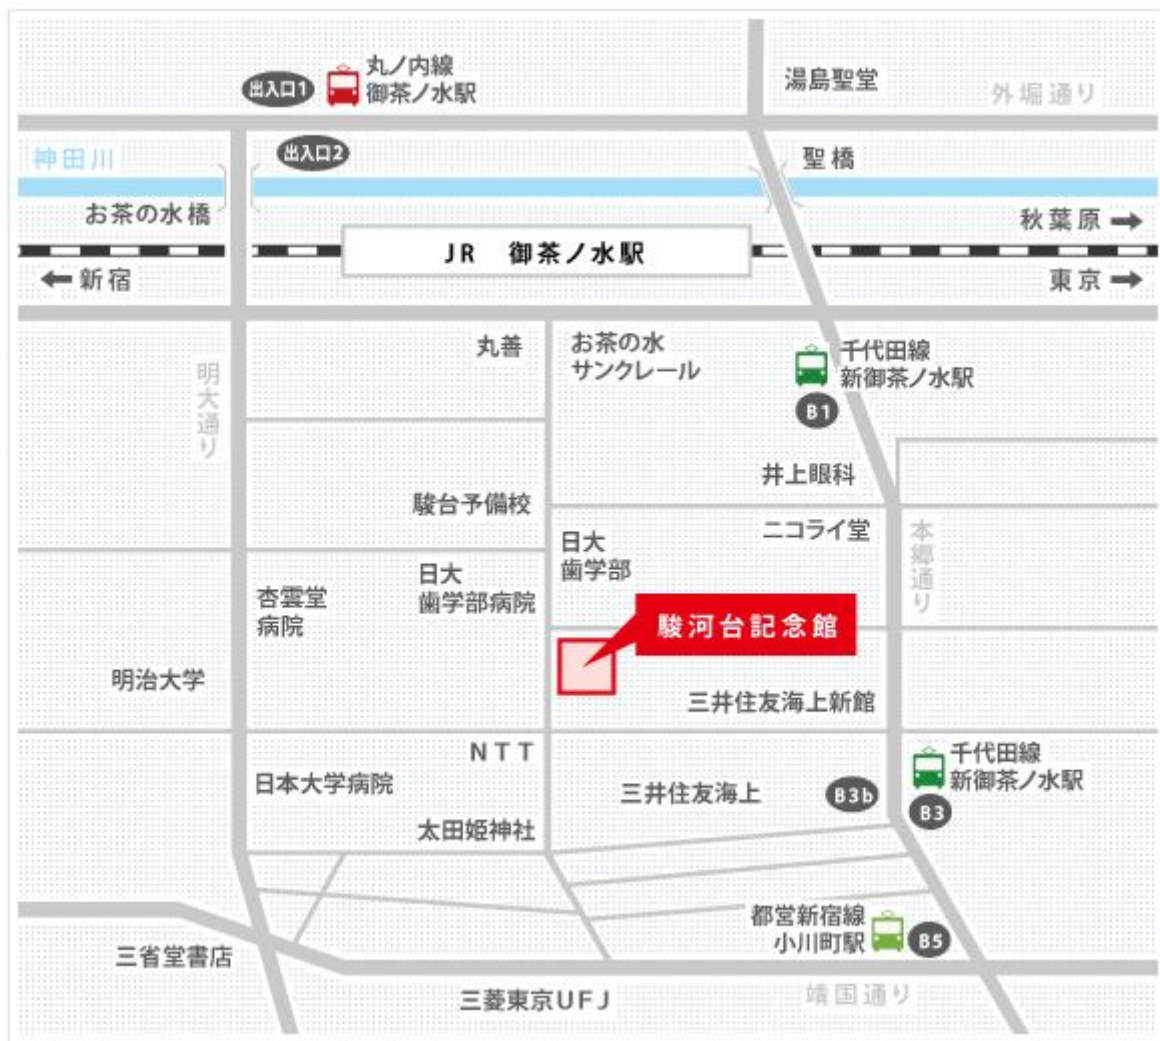 丸ノ内線
出入口1
御茶ノ水駅
湯島聖堂
外堀通り
神田川
出入口2
聖橋
お茶の水橋
秋葉原
JR 御茶ノ水駅
新宿
東京
丸善
お茶の水
サンクレール
千代田線
新御茶ノ水駅
B1
明大通り
井上眼科
駿台予備校
ニコライ堂
本郷通り
日大
歯学部
日大
歯学部病院
杏雲堂
病院
駿河台記念館
明治大学
三井住友海上新館
NTT
千代田線
新御茶ノ水駅
日本大学病院
三井住友海上
B3b
B3
太田姫神社
都営新宿線
小川町駅
B5
三省堂書店
三菱東京UFJ
靖国通り